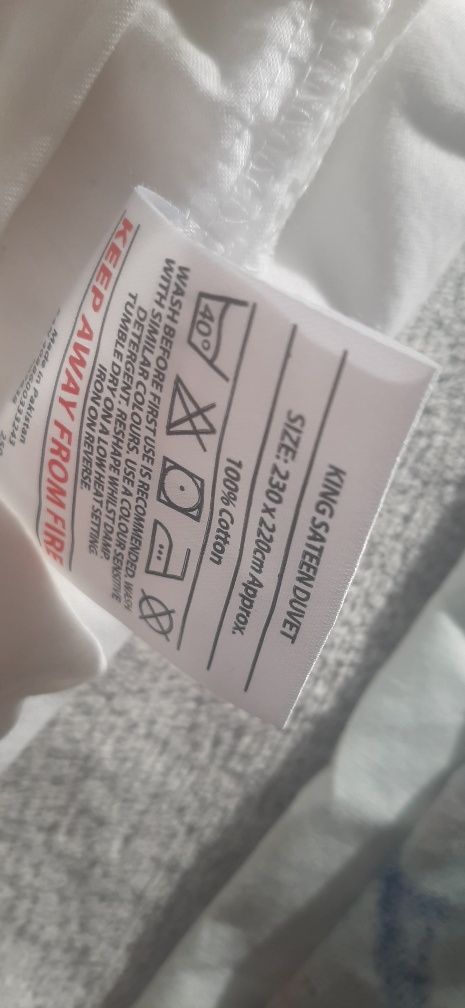 KING SATEEN DUVET
SIZE: 230 X 220cm Approx.
100% Cotton
40°
WASH BEFORE FIRST USE IS RECOMMENDED. WASH
WITH SIMILAR COLOURS. USE A COLOUR SENSITIVE
DETERGENT. RESHAPE WHILST DAMP.
TUMBLE DRY ON A LOW HEAT SETTING.
IRON ON REVERSE.
KEEP AWAY FROM FIRE
Made in Pakistan